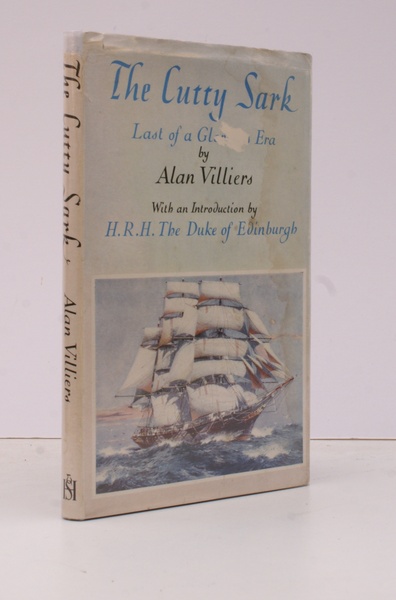 The Cutty Sark
Last of a Gl Era
by
Alan Villiers
With an Introduction by
H.R.H. The Duke of Edinburgh
The Cutty Sark
Alan Villiers